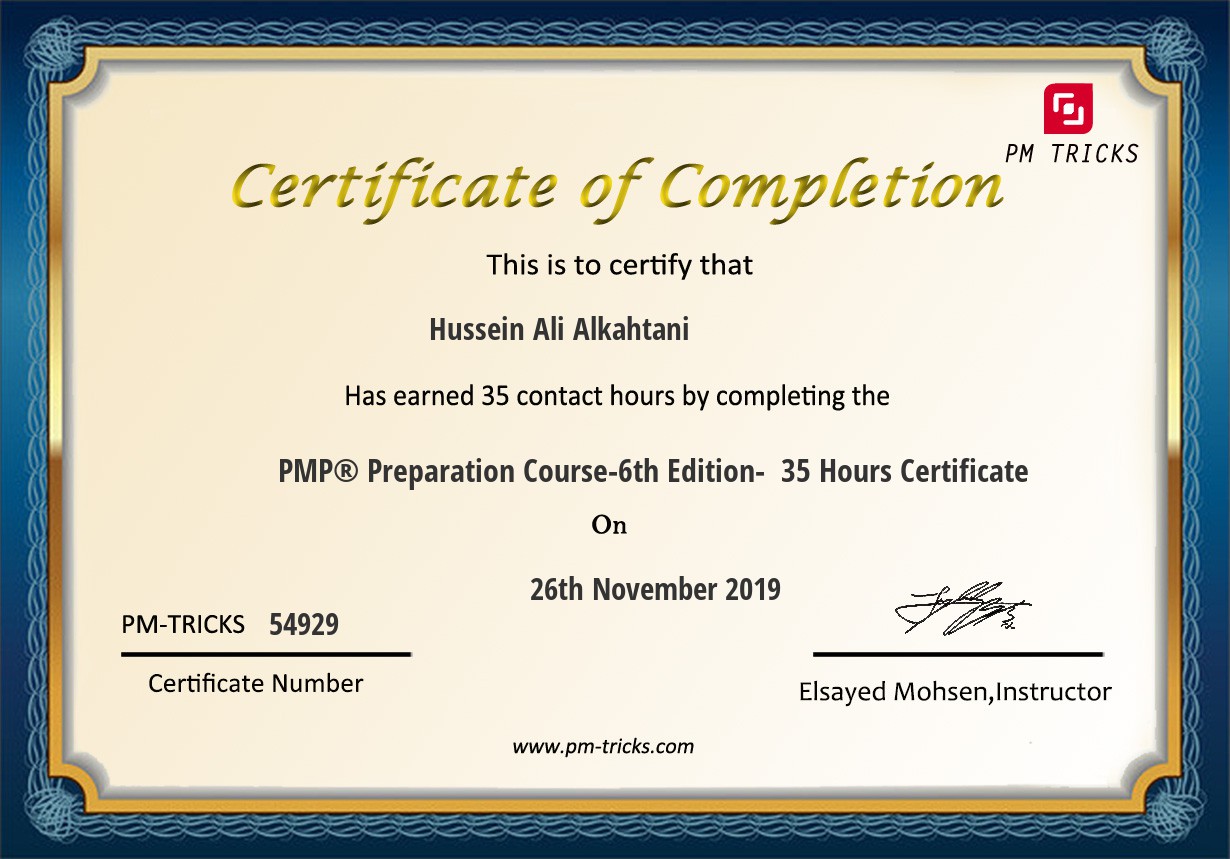 PM TRICKS
Certificate of Completion
This is to certify that
Hussein Ali Alkahtani
Has earned 35 contact hours by completing the
PMP® Preparation Course-6th Edition-  35 Hours Certificate
On
26th November 2019
PM-TRICKS 54929
Certificate Number
Elsayed Mohsen,Instructor
www.pm-tricks.com